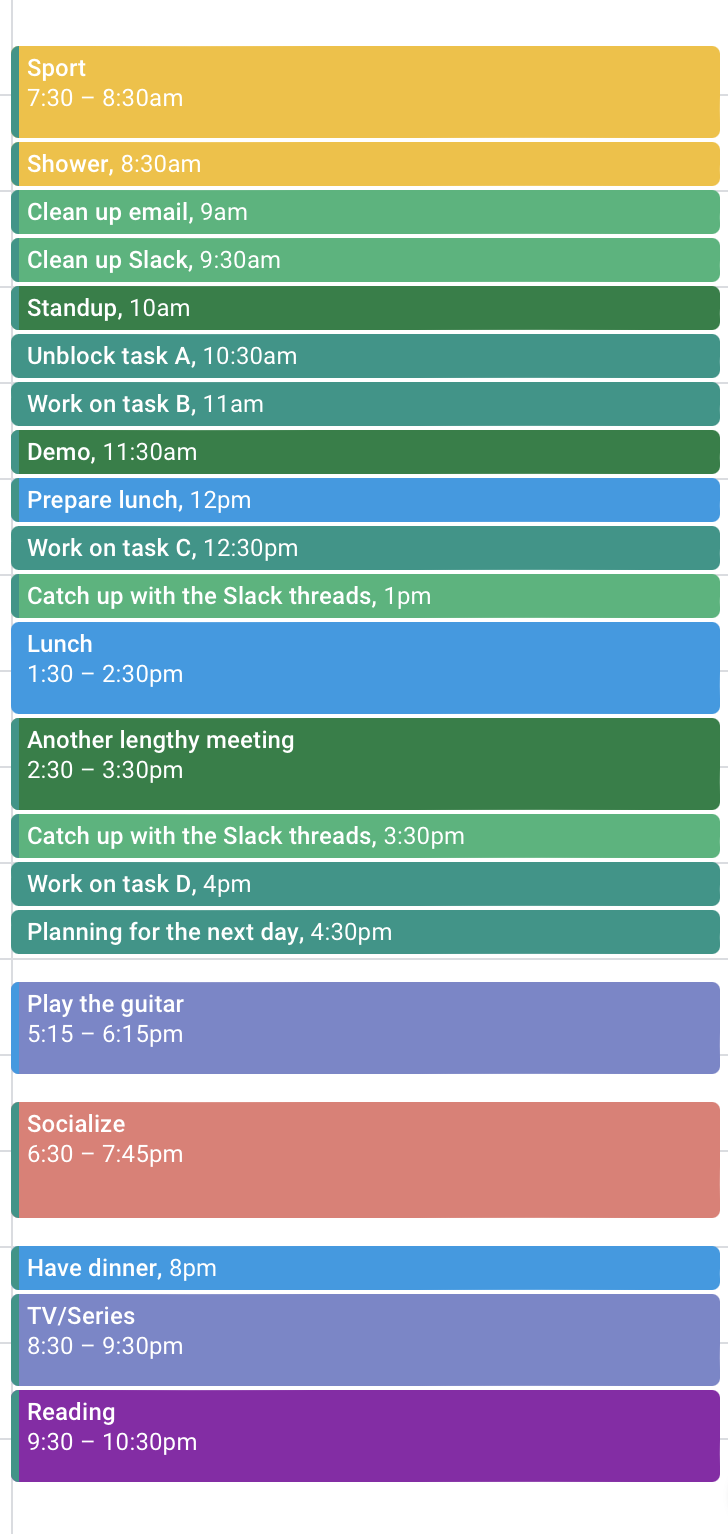 Sport
7:30 – 8:30am
Shower, 8:30am
Clean up email, 9am
Clean up Slack, 9:30am
Standup, 10am
Unblock task A, 10:30am
Work on task B, 11am
Demo, 11:30am
Prepare lunch, 12pm
Work on task C, 12:30pm
Catch up with the Slack threads, 1pm
Lunch
1:30 – 2:30pm
Another lengthy meeting
2:30 – 3:30pm
Catch up with the Slack threads, 3:30pm
Work on task D, 4pm
Planning for the next day, 4:30pm
Play the guitar
5:15 – 6:15pm
Socialize
6:30 – 7:45pm
Have dinner, 8pm
TV/Series
8:30 – 9:30pm
Reading
9:30 – 10:30pm